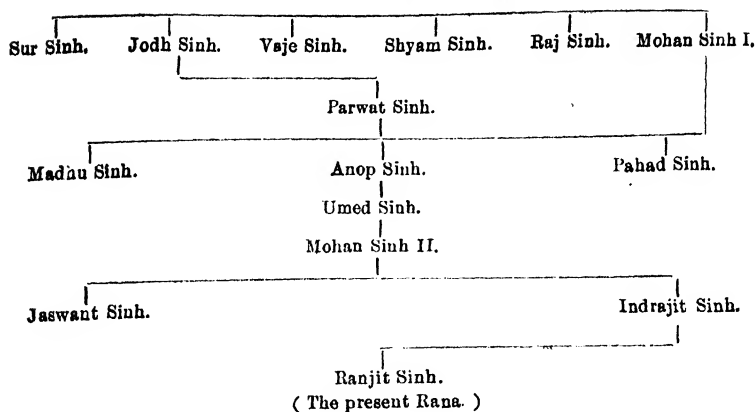 Sur Sinh. Jodh Sinh. Vaje Sinh. Shyam Sinh. Raj Sinh. Mohan Sinh I.
Parwat Sinh.
Madhu Sinh. Anop Sinh. Pahad Sinh.
Umed Sinh.
Mohan Sinh II.
Jaswant Sinh. Indrajit Sinh.
Ranjit Sinh.
( The present Rana. )